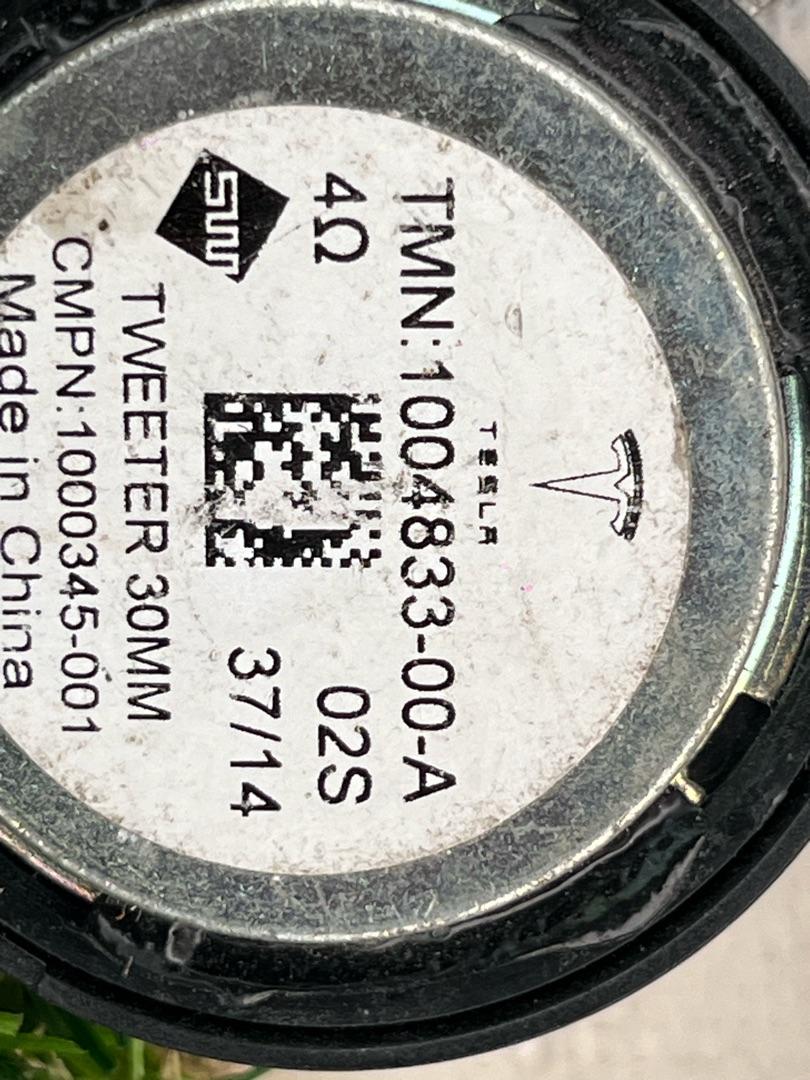 TESLA
TMN:1004833-00-A
4Ω 02S
37/14
TWEETER 30MM
CMPN:1000345-001
Made in China